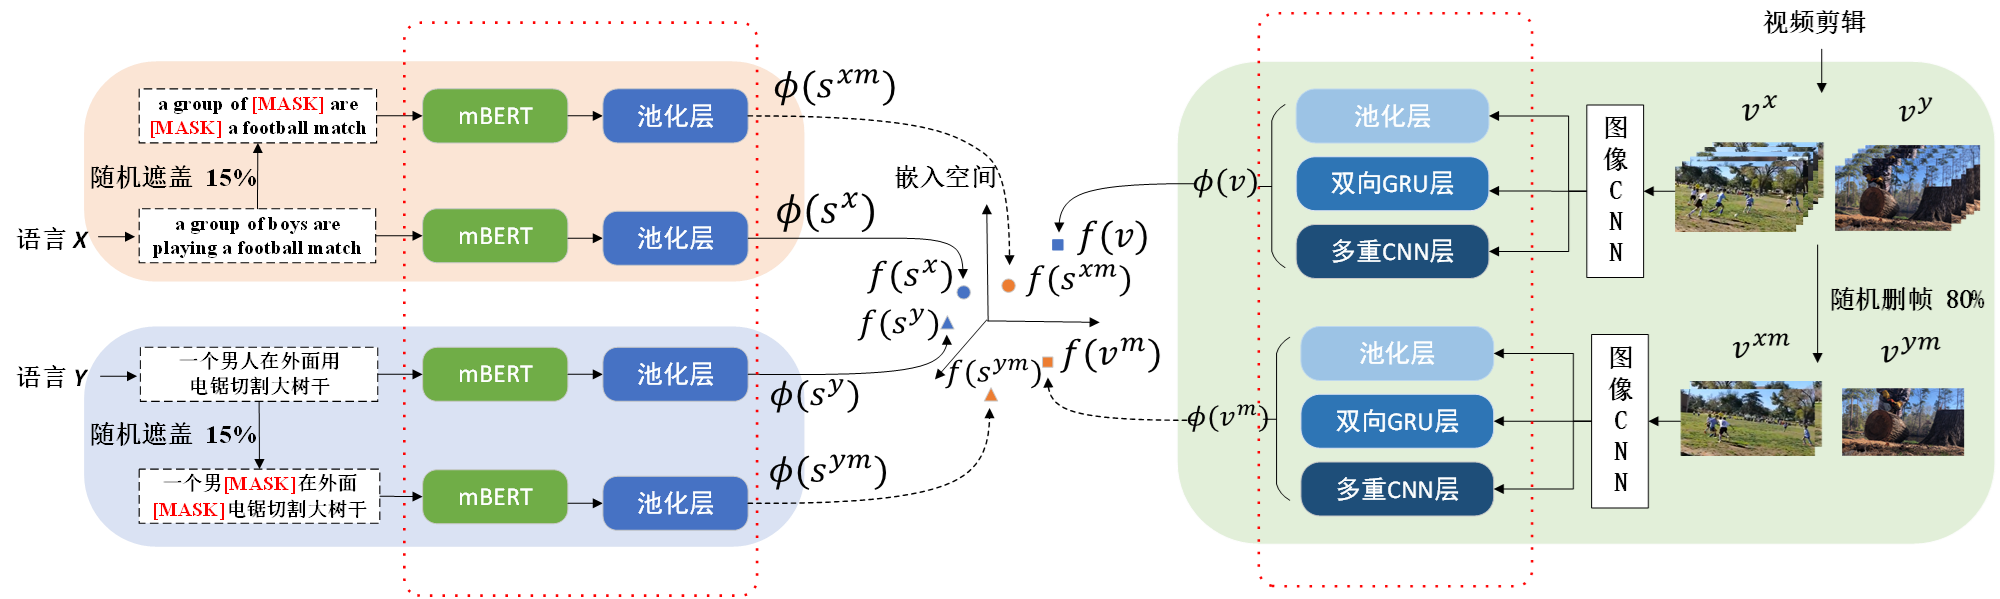 a group of [MASK] are
[MASK] a football match
随机遮盖 15%
语言 X
a group of boys are
playing a football match
mBERT
池化层
ϕ(s^{xm})
mBERT
池化层
ϕ(s^x)
语言 Y
一个男人在外面用
电锯切割大树干
随机遮盖 15%
一个男[MASK]在外面
[MASK]电锯切割大树干
mBERT
池化层
ϕ(s^y)
mBERT
池化层
ϕ(s^{ym})
嵌入空间
f(v)
f(s^x)
f(s^{xm})
f(s^y)
f(v^m)
f(s^{ym})
ϕ(v)
池化层
双向GRU层
多重CNN层
图像CNN
视频剪辑
v^x
v^y
随机删帧 80%
ϕ(v^m)
池化层
双向GRU层
多重CNN层
图像CNN
v^{xm}
v^{ym}